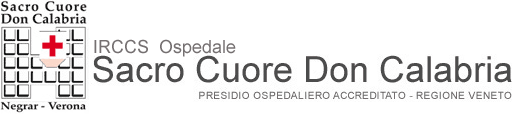 Sacro Cuore
Don Calabria
Negrar - Verona
IRCCS Ospedale
Sacro Cuore Don Calabria
PRESIDIO OSPEDALIERO ACCREDITATO - REGIONE VENETO